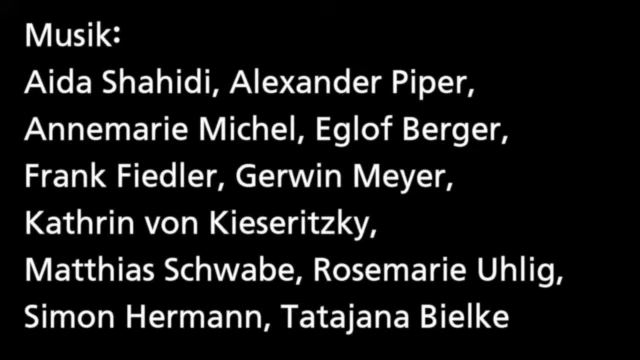 Musik:
Aida Shahidi, Alexander Piper,
Annemarie Michel, Eglof Berger,
Frank Fiedler, Gerwin Meyer,
Kathrin von Kieseritzky,
Matthias Schwabe, Rosemarie Uhlig,
Simon Hermann, Tatajana Bielke